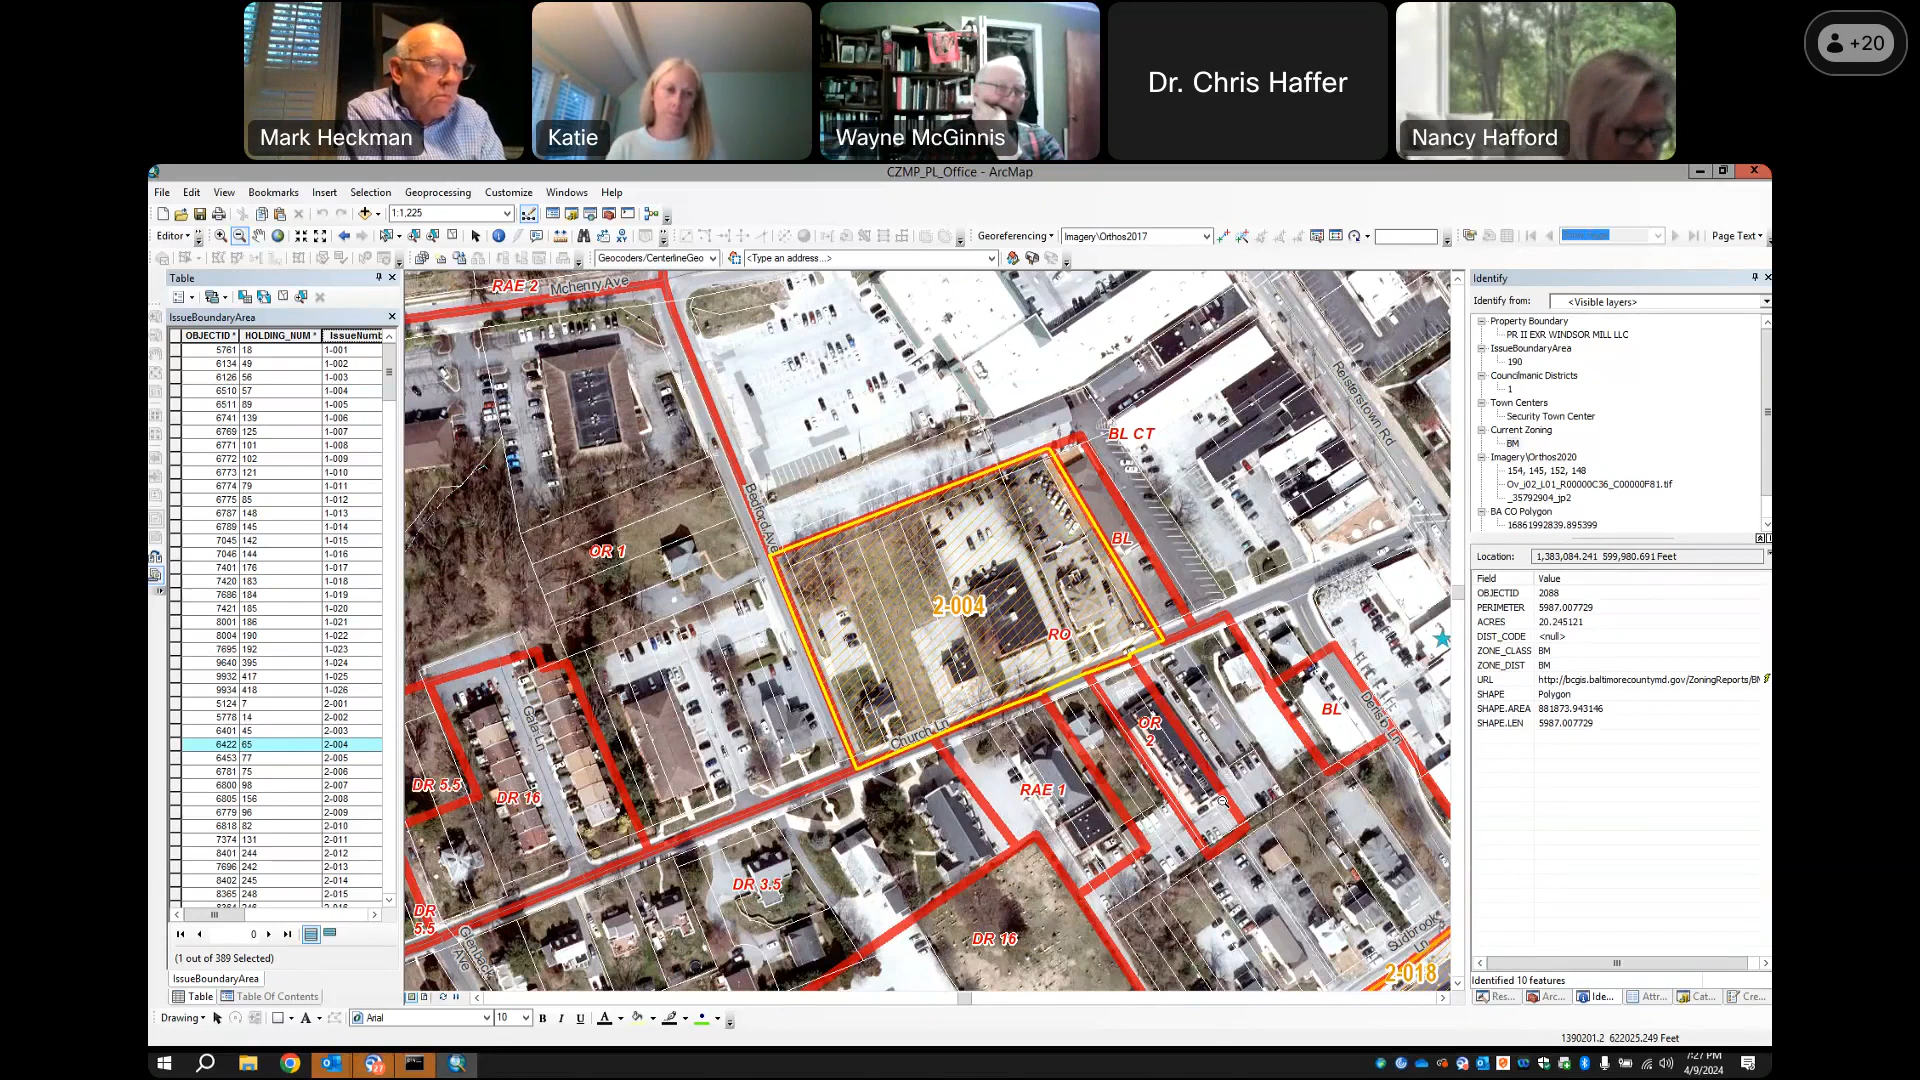 Mark Heckman
Katie
Wayne McGinnis
Dr. Chris Haffer
Nancy Hafford
+20
CZMP_PL_Office - ArcMap
File Edit View Bookmarks Insert Selection Geoprocessing Customize Windows Help
1:1,225
Editor
Georeferencing
Imagery\Orthos2017
Page Text
Geocoders/CenterlineGeo
<Type an address...>
Table
IssueBoundaryArea
OBJECTID * HOLDING_NUM * IssueNumb
5761 18 1-001
6134 49 1-002
6126 56 1-003
6510 57 1-004
6511 89 1-005
6741 139 1-006
6769 125 1-007
6771 101 1-008
6772 102 1-009
6773 121 1-010
6774 79 1-011
6775 85 1-012
6787 148 1-013
6789 145 1-014
7045 142 1-015
7046 144 1-016
7401 176 1-017
7420 183 1-018
7686 184 1-019
7421 185 1-020
8001 186 1-021
8004 190 1-022
7695 192 1-023
9640 395 1-024
9932 417 1-025
9934 418 1-026
5124 7 2-001
5778 14 2-002
6401 45 2-003
6422 65 2-004
6453 77 2-005
6781 75 2-006
6800 98 2-007
6805 156 2-008
6779 96 2-009
6818 82 2-010
7374 131 2-011
8401 244 2-012
7696 242 2-013
8402 245 2-014
8365 248 2-015
0
(1 out of 389 Selected)
IssueBoundaryArea
Table
Table Of Contents
RAE 2
Mchenry Ave
Reisterstown Rd
BL CT
Bedford Ave
OR 1
BL
2-004
RO
Church Ln
Gaia Ln
OR 2
BL
DR 5.5
DR 16
RAE 1
DR 3.5
DR 5.5
Glenback Ave
DR 16
Sudbrook Ln
2-018
Identify
Identify from: <Visible layers>
Property Boundary
PR II EXR WINDSOR MILL LLC
IssueBoundaryArea
190
Councilmanic Districts
1
Town Centers
Security Town Center
Current Zoning
BM
Imagery\Orthos2020
154, 145, 152, 148
Ov_i02_L01_R00000C36_C00000F81.tif
_35792904_jp2
BA CO Polygon
16861992839.895399
Location: 1,383,084.241 599,980.691 Feet
Field Value
OBJECTID 2088
PERIMETER 5987.007729
ACRES 20.245121
DIST_CODE <null>
ZONE_CLASS BM
ZONE_DIST BM
URL http://bcgis.baltimorecountymd.gov/ZoningReports/BM
SHAPE Polygon
SHAPE.AREA 881873.943146
SHAPE.LEN 5987.007729
Identified 10 features
Res...
Arc...
Ide...
Attr...
Cat...
Cre...
Drawing
A
Arial
10
B I U A
1390201.2 622025.249 Feet
27
7:27 PM
4/9/2024